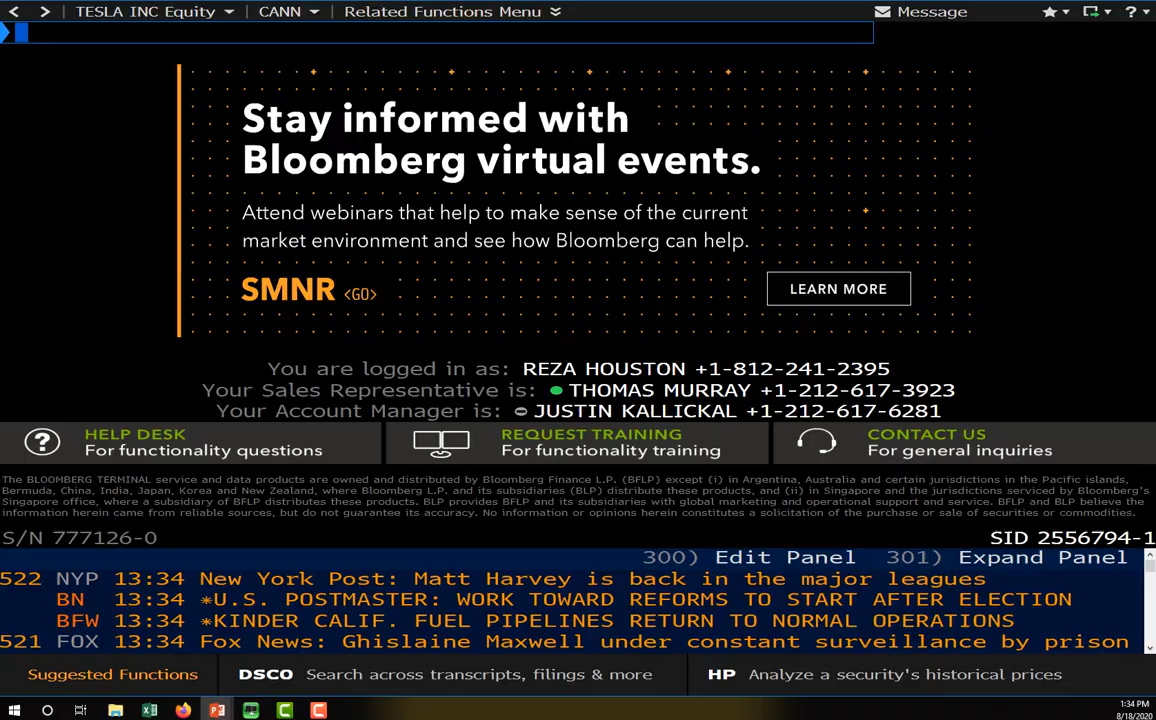 TESLA INC Equity CANN Related Functions Menu Message ?
Stay informed with
Bloomberg virtual events.
Attend webinars that help to make sense of the current
market environment and see how Bloomberg can help.
SMNR <GO> LEARN MORE
You are logged in as: REZA HOUSTON +1-812-241-2395
Your Sales Representative is: THOMAS MURRAY +1-212-617-3923
Your Account Manager is: JUSTIN KALLICKAL +1-212-617-6281
HELP DESK
For functionality questions
REQUEST TRAINING
For functionality training
CONTACT US
For general inquiries
The BLOOMBERG TERMINAL service and data products are owned and distributed by Bloomberg Finance L.P. (BFLP) except (i) in Argentina, Australia and certain jurisdictions in the Pacific islands,
Bermuda, China, India, Japan, Korea and New Zealand, where Bloomberg L.P. and its subsidiaries (BLP) distribute these products, and (ii) in Singapore and the jurisdictions serviced by Bloomberg's
Singapore office, where a subsidiary of BFLP distributes these products. BLP provides BFLP and its subsidiaries with global marketing and operational support and service. BFLP and BLP believe the
information herein came from reliable sources, but do not guarantee its accuracy. No information or opinions herein constitutes a solicitation of the purchase or sale of securities or commodities.
S/N 777126-0 SID 2556794-1
300) Edit Panel 301) Expand Panel
522 NYP 13:34 New York Post: Matt Harvey is back in the major leagues
BN 13:34 *U.S. POSTMASTER: WORK TOWARD REFORMS TO START AFTER ELECTION
BFW 13:34 *KINDER CALIF. FUEL PIPELINES RETURN TO NORMAL OPERATIONS
521 FOX 13:34 Fox News: Ghislaine Maxwell under constant surveillance by prison
Suggested Functions DSCO Search across transcripts, filings & more HP Analyze a security's historical prices
1:34 PM
8/18/2020